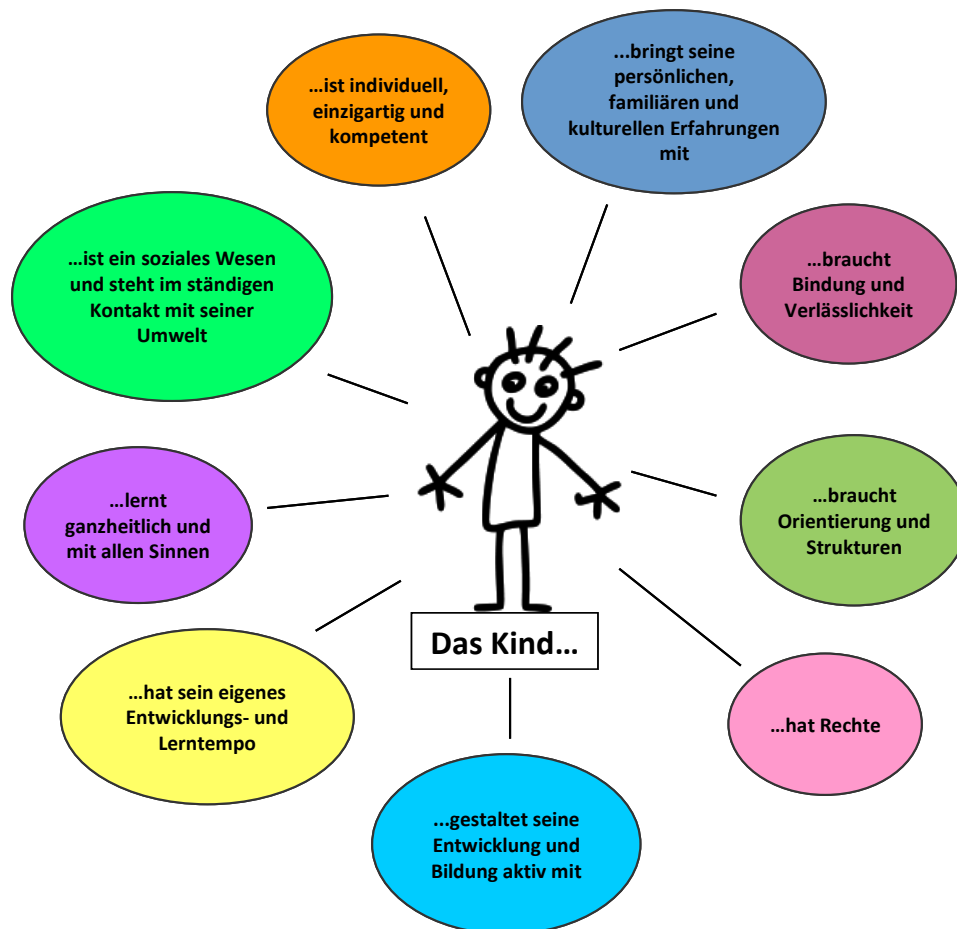 …ist individuell,
einzigartig und
kompetent
...bringt seine
persönlichen,
familiären und
kulturellen Erfahrungen
mit
…ist ein soziales Wesen
und steht im ständigen
Kontakt mit seiner
Umwelt
…braucht
Bindung und
Verlässlichkeit
…lernt
ganzheitlich und
mit allen Sinnen
…braucht
Orientierung und
Strukturen
Das Kind…
…hat sein eigenes
Entwicklungs- und
Lerntempo
…hat Rechte
...gestaltet seine
Entwicklung und
Bildung aktiv mit